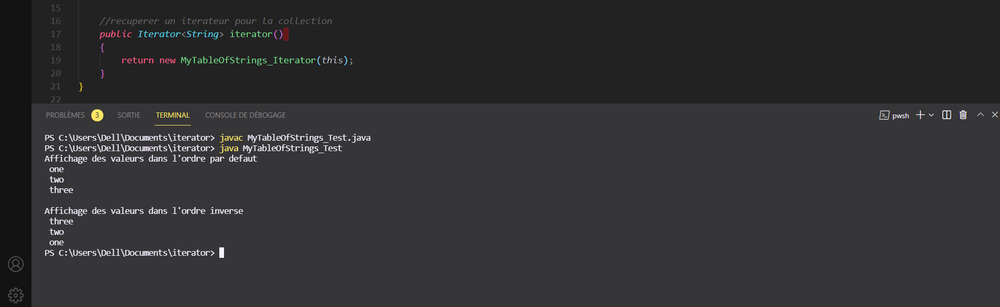 15
16 //recuperer un iterateur pour la collection
17 public Iterator<String> iterator()
18 {
19 return new MyTableOfStrings_Iterator(this);
20 }
21 }
22
PROBLÈMES 3 SORTIE TERMINAL CONSOLE DE DÉBOGAGE pwsh
PS C:\Users\Dell\Documents\iterator> javac MyTableOfStrings_Test.java
PS C:\Users\Dell\Documents\iterator> java MyTableOfStrings_Test
Affichage des valeurs dans l'ordre par defaut
one
two
three
Affichage des valeurs dans l'ordre inverse
three
two
one
PS C:\Users\Dell\Documents\iterator>